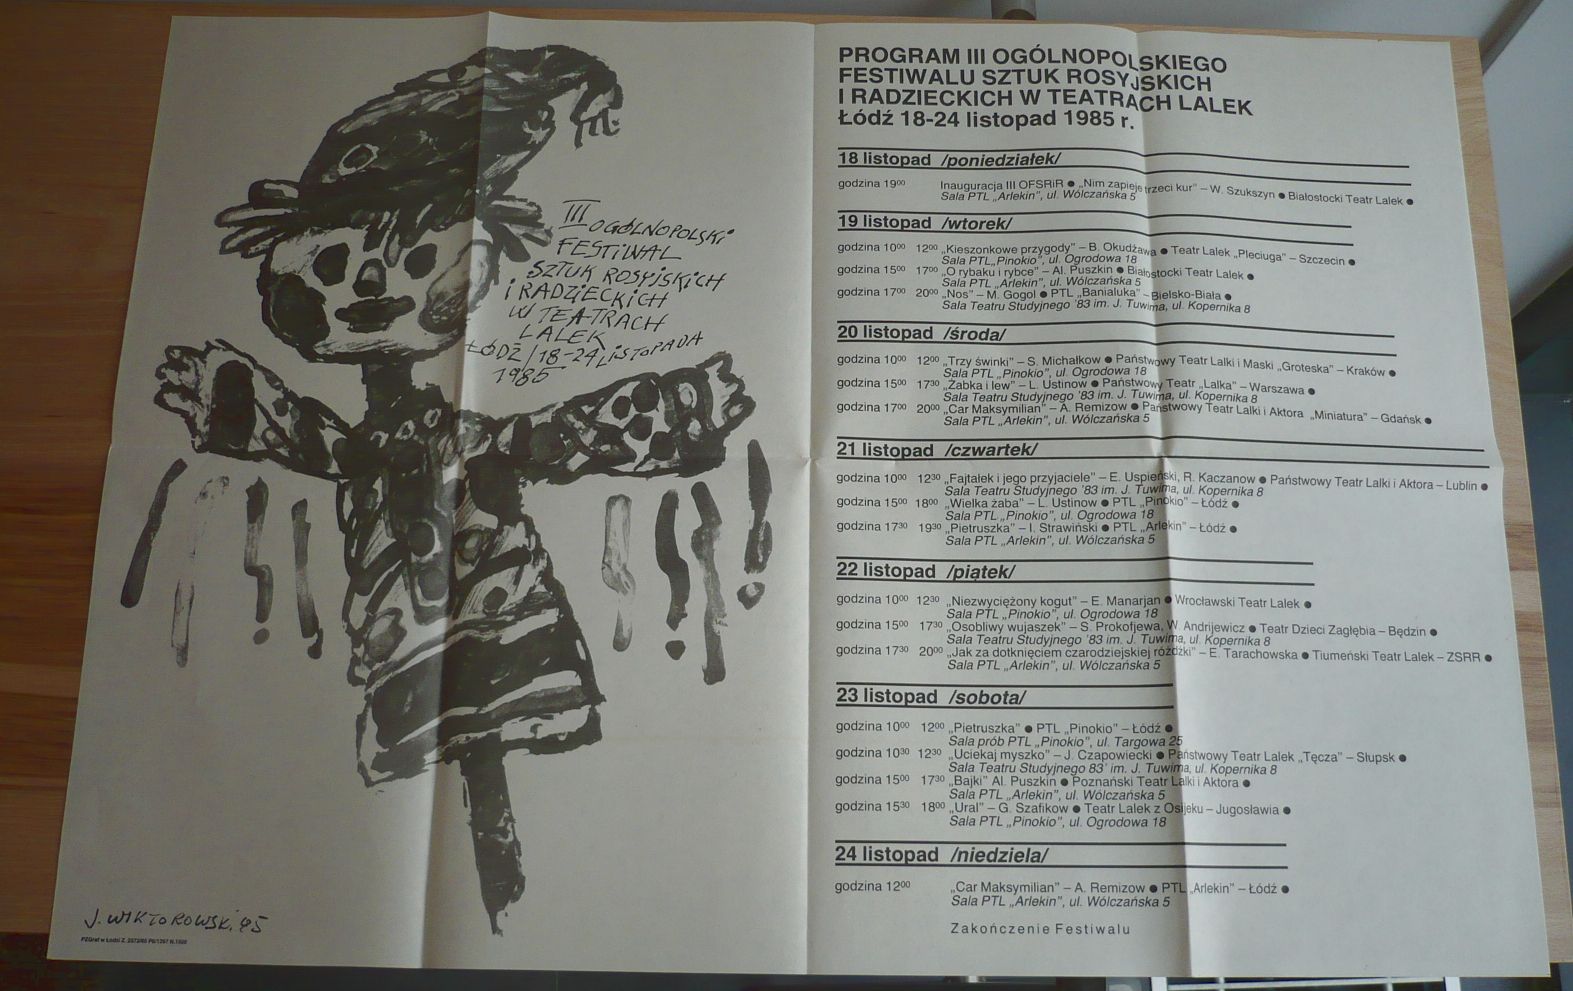 III
OGÓLNOPOLSKI
FESTIWAL
SZTUK ROSYJSKICH
i RADZIECKICH
W TEATRACH
LALEK
ŁÓDŹ / 18-24 LISTOPADA
1985
J. WIKTOROWSKI. 85
PZGraf w Łodzi Z.
PROGRAM III OGÓLNOPOLSKIEGO
FESTIWALU SZTUK ROSYJSKICH
I RADZIECKICH W TEATRACH LALEK
Łódź 18-24 listopad 1985 r.
18 listopad /poniedziałek/
godzina 19⁰⁰ Inauguracja III OFSRiR ● „Nim zapieje trzeci kur” – W. Szukszyn ● Białostocki Teatr Lalek ●
Sala PTL „Arlekin”, ul. Wólczańska 5
19 listopad /wtorek/
godzina 10⁰⁰ 12⁰⁰ „Kieszonkowe przygody” – B. Okudżawa ● Teatr Lalek „Pleciuga” – Szczecin ●
Sala PTL „Pinokio”, ul. Ogrodowa 18
godzina 15⁰⁰ 17⁰⁰ „O rybaku i rybce” – Al. Puszkin ● Białostocki Teatr Lalek ●
Sala PTL „Arlekin”, ul. Wólczańska 5
godzina 17⁰⁰ 20⁰⁰ „Nos” – M. Gogol ● PTL „Banialuka” – Bielsko-Biała ●
Sala Teatru Studyjnego '83 im. J. Tuwima, ul. Kopernika 8
20 listopad /środa/
godzina 10⁰⁰ 12⁰⁰ „Trzy świnki” – S. Michałkow ● Państwowy Teatr Lalki i Maski „Groteska” – Kraków ●
Sala PTL „Pinokio”, ul. Ogrodowa 18
godzina 15⁰⁰ 17³⁰ „Żabka i lew” – L. Ustinow ● Państwowy Teatr „Lalka” – Warszawa ●
Sala Teatru Studyjnego '83 im. J. Tuwima, ul. Kopernika 8
godzina 17⁰⁰ 20⁰⁰ „Car Maksymilian” – A. Remizow ● Państwowy Teatr Lalki i Aktora „Miniatura” – Gdańsk ●
Sala PTL „Arlekin”, ul. Wólczańska 5
21 listopad /czwartek/
godzina 10⁰⁰ 12³⁰ „Fajtałek i jego przyjaciele” – E. Uspieński, R. Kaczanow ● Państwowy Teatr Lalki i Aktora – Lublin ●
Sala Teatru Studyjnego '83 im. J. Tuwima, ul. Kopernika 8
godzina 15⁰⁰ 18⁰⁰ „Wielka żaba” – L. Ustinow ● PTL „Pinokio” – Łódź ●
Sala PTL „Pinokio”, ul. Ogrodowa 18
godzina 17³⁰ 19³⁰ „Pietruszka” – I. Strawiński ● PTL „Arlekin” – Łódź ●
Sala PTL „Arlekin”, ul. Wólczańska 5
22 listopad /piątek/
godzina 10⁰⁰ 12³⁰ „Niezwyciężony kogut” – E. Manarjan ● Wrocławski Teatr Lalek ●
Sala PTL „Pinokio”, ul. Ogrodowa 18
godzina 15⁰⁰ 17³⁰ „Osobliwy wujaszek” – S. Prokofjewa, W. Andrijewicz ● Teatr Dzieci Zagłębia – Będzin ●
Sala Teatru Studyjnego '83 im. J. Tuwima, ul. Kopernika 8
godzina 17³⁰ 20⁰⁰ „Jak za dotknięciem czarodziejskiej różdżki” – E. Tarachowska ● Tiumeński Teatr Lalek – ZSRR ●
Sala PTL „Arlekin”, ul. Wólczańska 5
23 listopad /sobota/
godzina 10⁰⁰ 12⁰⁰ „Pietruszka” ● PTL „Pinokio” – Łódź ●
Sala prób PTL „Pinokio”, ul. Targowa 25
godzina 10³⁰ 12³⁰ „Uciekaj myszko” – J. Czapowiecki ● Państwowy Teatr Lalek „Tęcza” – Słupsk ●
Sala Teatru Studyjnego 83' im. J. Tuwima, ul. Kopernika 8
godzina 15⁰⁰ 17³⁰ „Bajki” Al. Puszkin ● Poznański Teatr Lalki i Aktora ●
Sala PTL „Arlekin”, ul. Wólczańska 5
godzina 15³⁰ 18⁰⁰ „Ural” – G. Szafikow ● Teatr Lalek z Osijeku – Jugosławia ●
Sala PTL „Pinokio”, ul. Ogrodowa 18
24 listopad /niedziela/
godzina 12⁰⁰ „Car Maksymilian” – A. Remizow ● PTL „Arlekin” – Łódź ●
Sala PTL „Arlekin”, ul. Wólczańska 5
Zakończenie Festiwalu